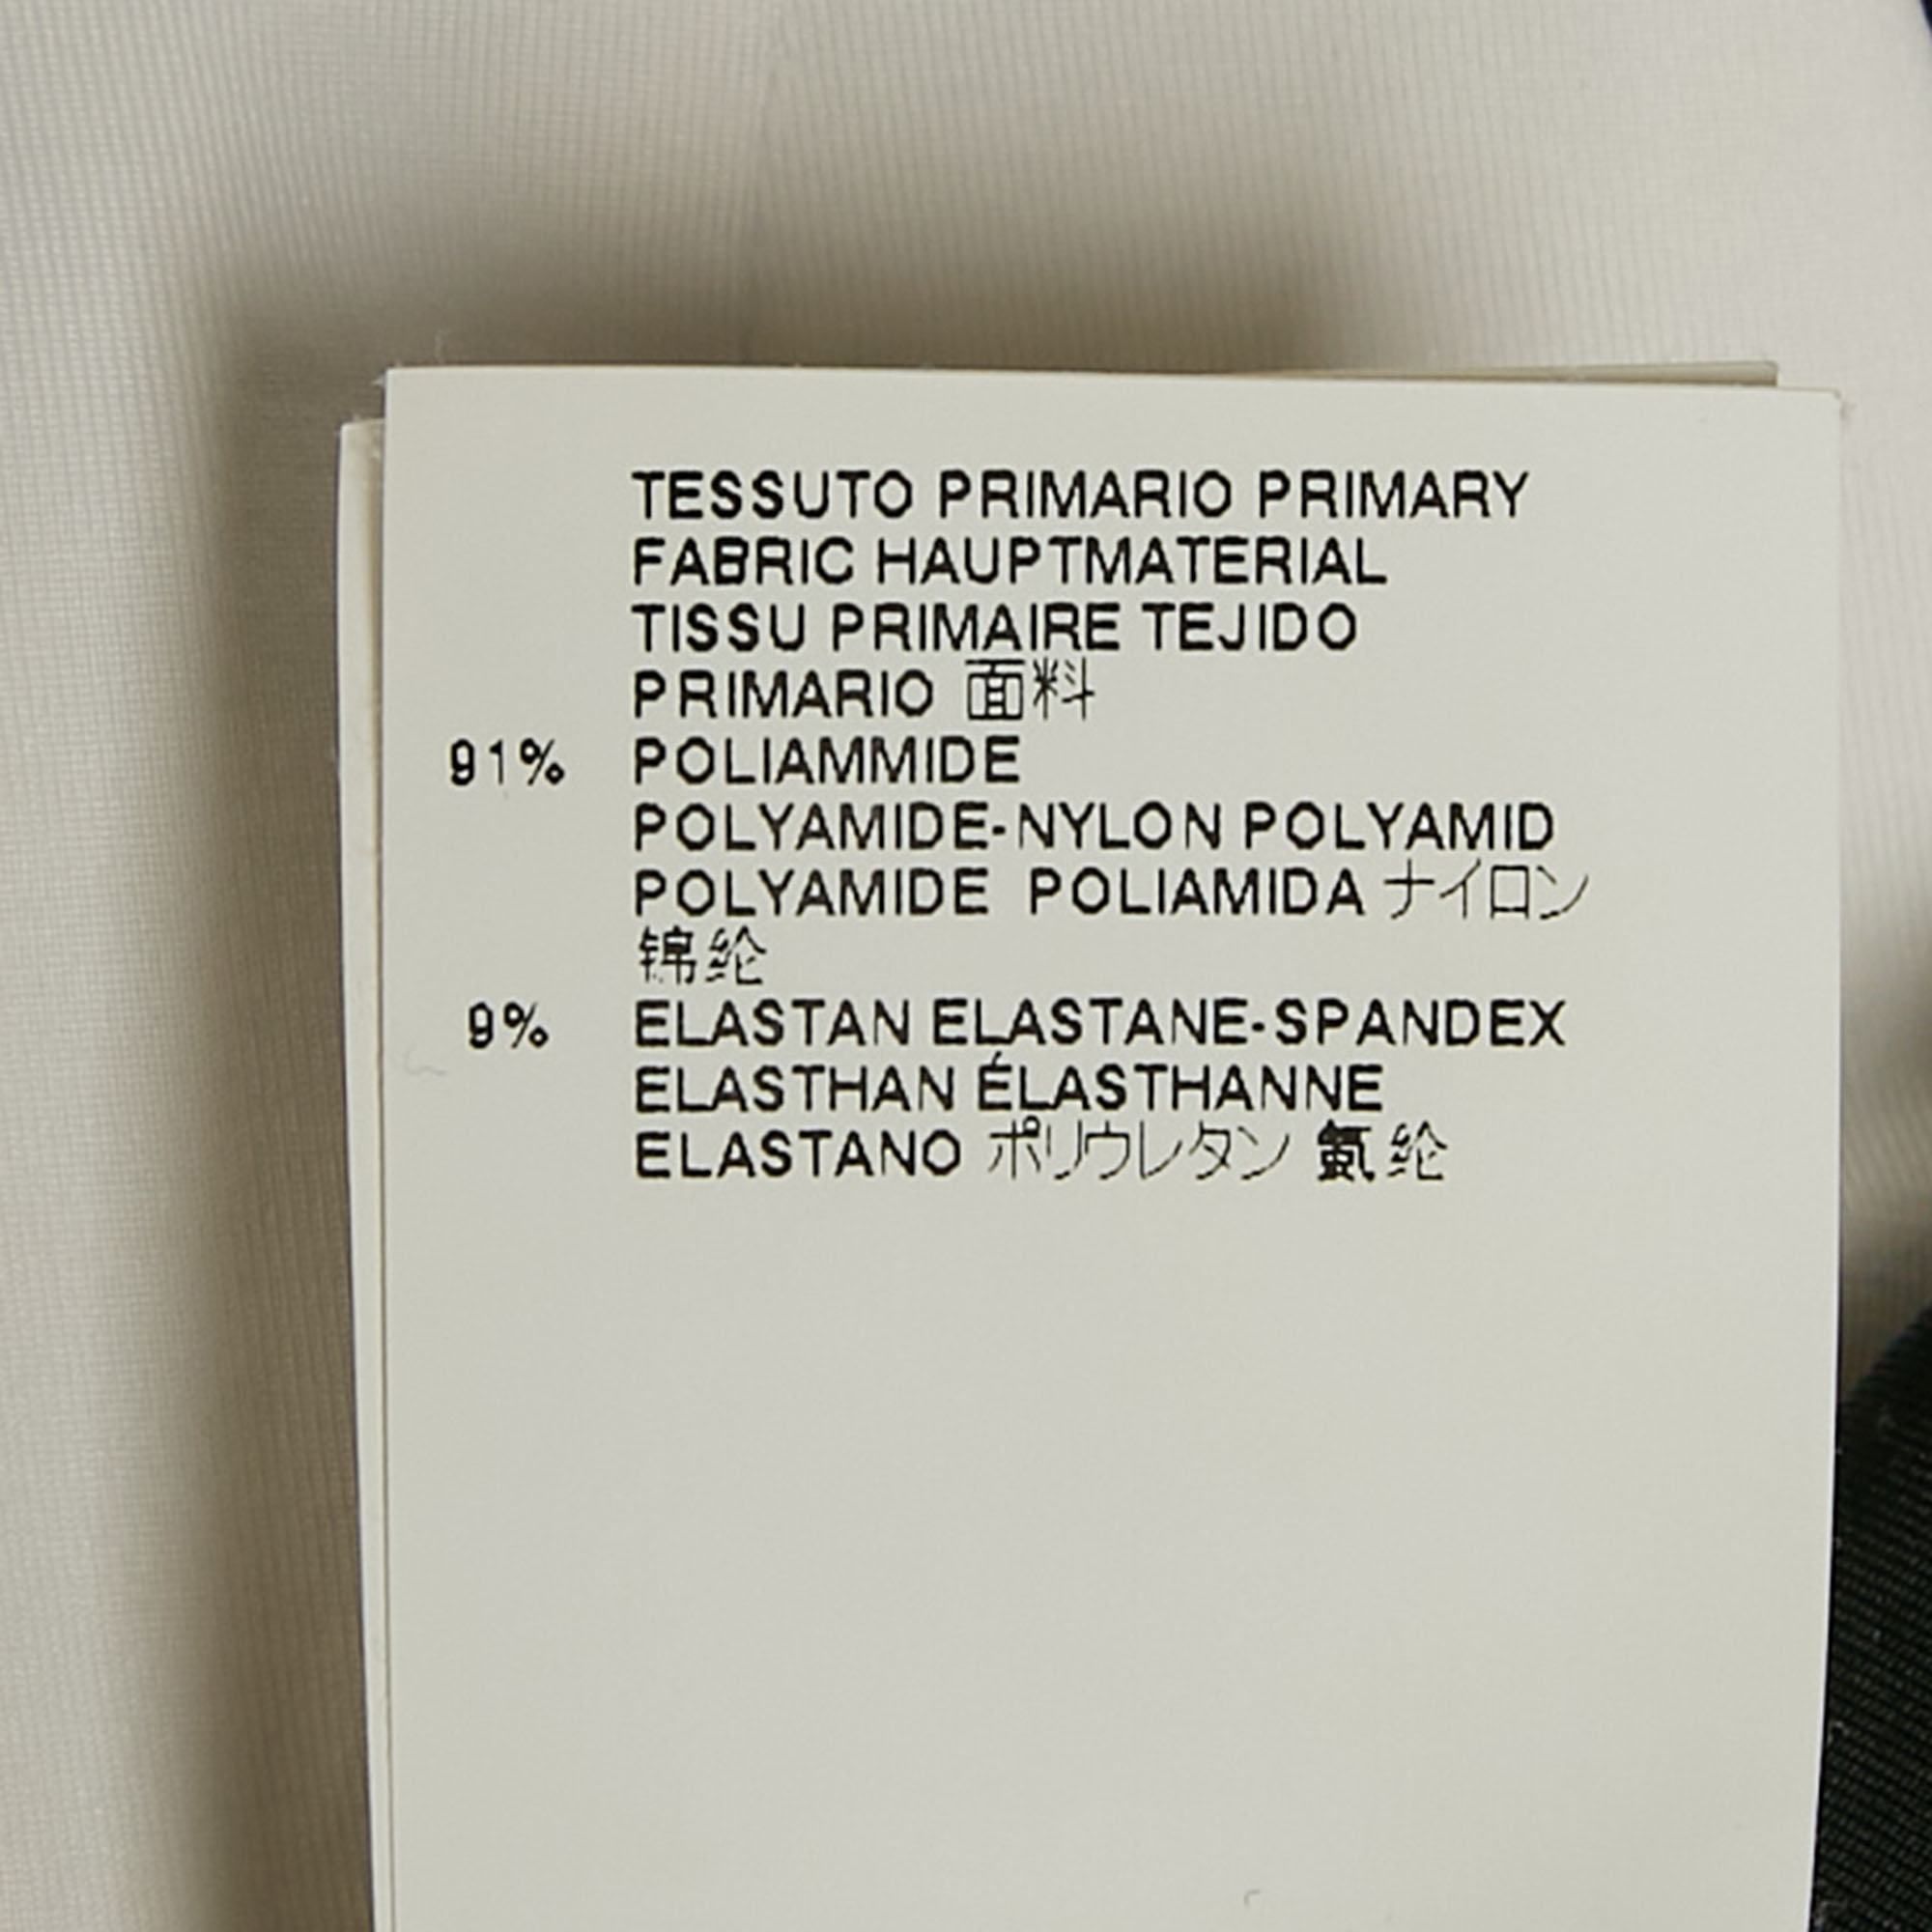 TESSUTO PRIMARIO PRIMARY
FABRIC HAUPTMATERIAL
TISSU PRIMAIRE TEJIDO
PRIMARIO 面料
91% POLIAMMIDE
POLYAMIDE-NYLON POLYAMID
POLYAMIDE POLIAMIDA ナイロン
锦纶
9% ELASTAN ELASTANE-SPANDEX
ELASTHAN ÉLASTHANNE
ELASTANO ポリウレタン 氨纶